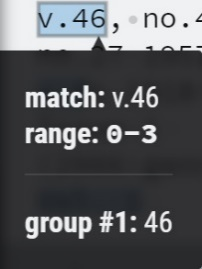 v.46, no.4
match: v.46
range: 0–3
group #1: 46